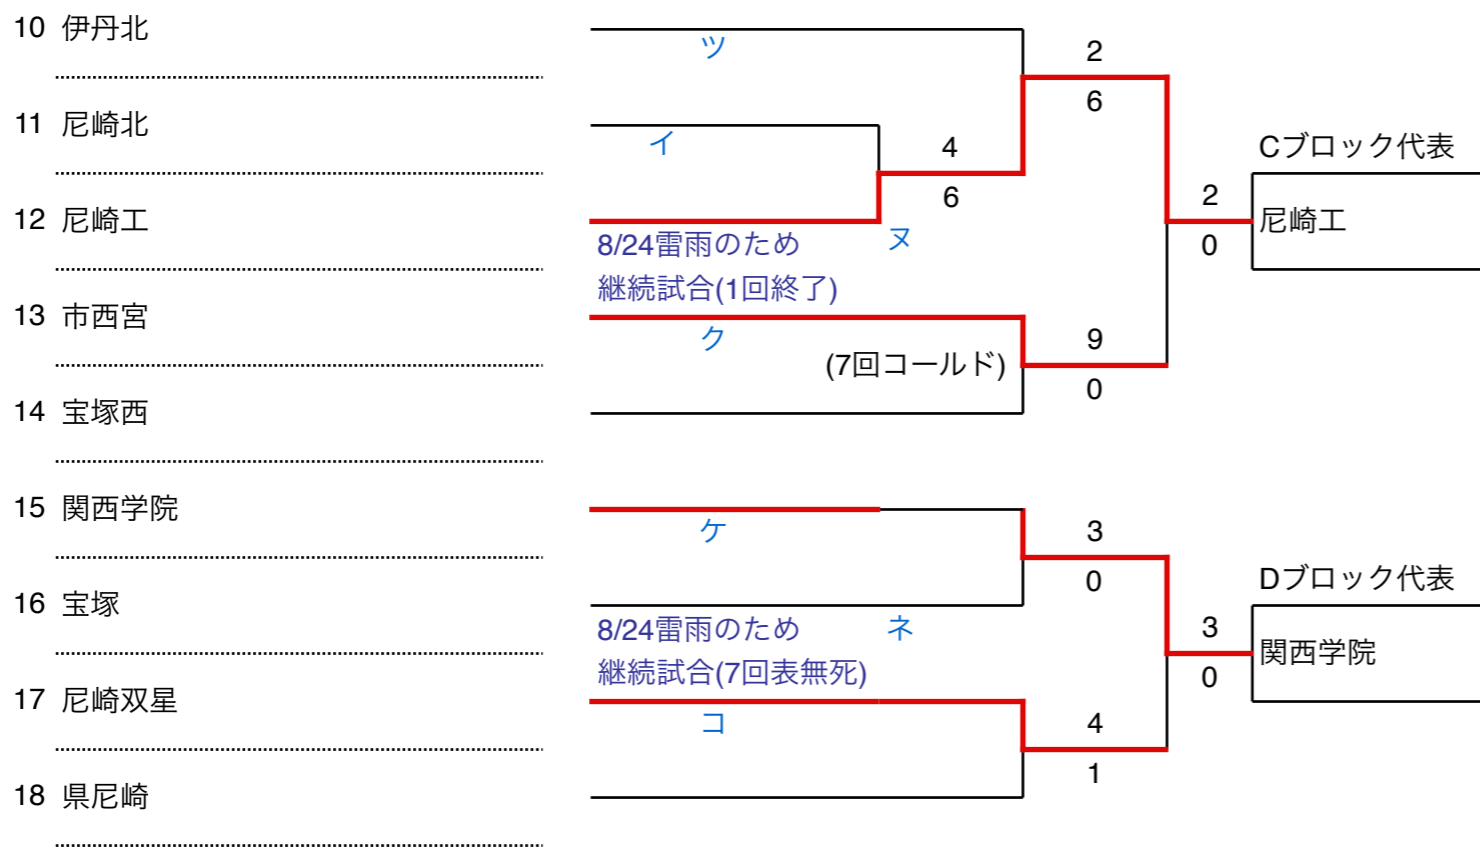 10 伊丹北
ツ
2
6
11 尼崎北
イ
4
6
Cブロック代表
2
0
尼崎工
12 尼崎工
8/24雷雨のため
継続試合(1回終了)
ヌ
13 市西宮
ク
(7回コールド)
9
0
14 宝塚西
15 関西学院
ケ
3
0
Dブロック代表
16 宝塚
8/24雷雨のため
継続試合(7回表無死)
ネ
3
0
関西学院
17 尼崎双星
コ
4
1
18 県尼崎